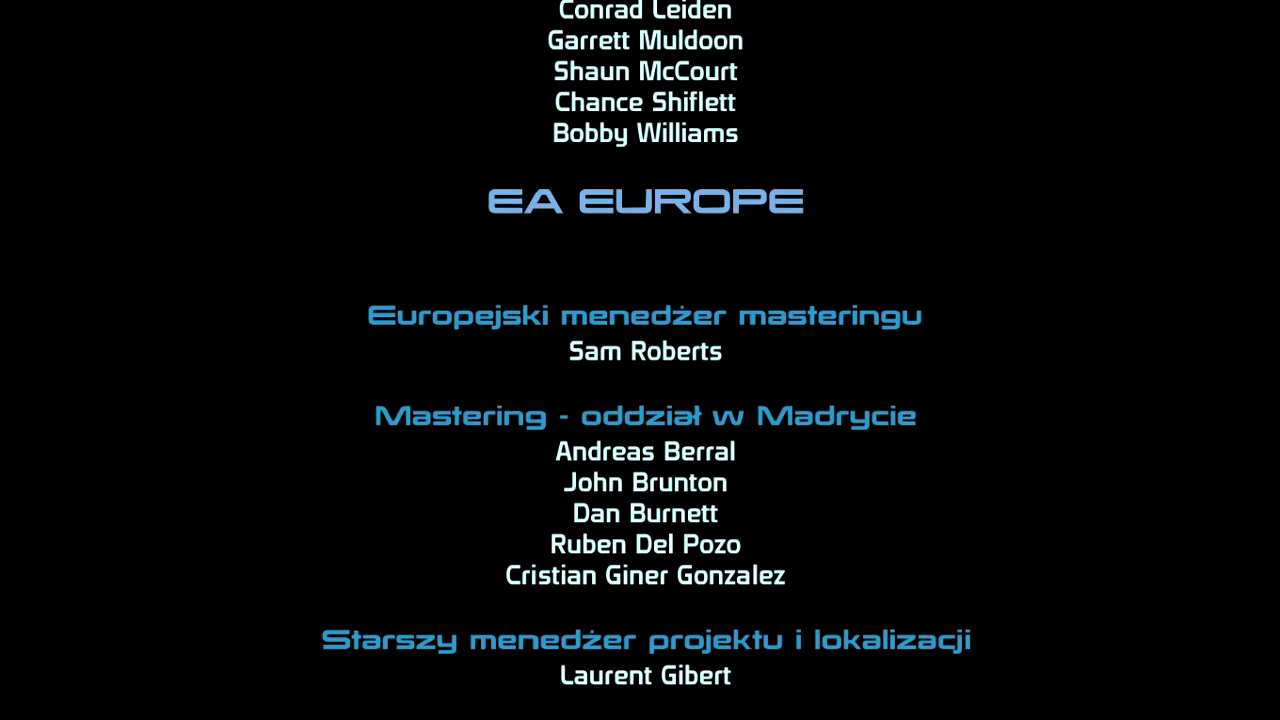 Conrad Leiden
Garrett Muldoon
Shaun McCourt
Chance Shiflett
Bobby Williams
EA EUROPE
Europejski menedżer masteringu
Sam Roberts
Mastering - oddział w Madrycie
Andreas Berral
John Brunton
Dan Burnett
Ruben Del Pozo
Cristian Giner Gonzalez
Starszy menedżer projektu i lokalizacji
Laurent Gibert